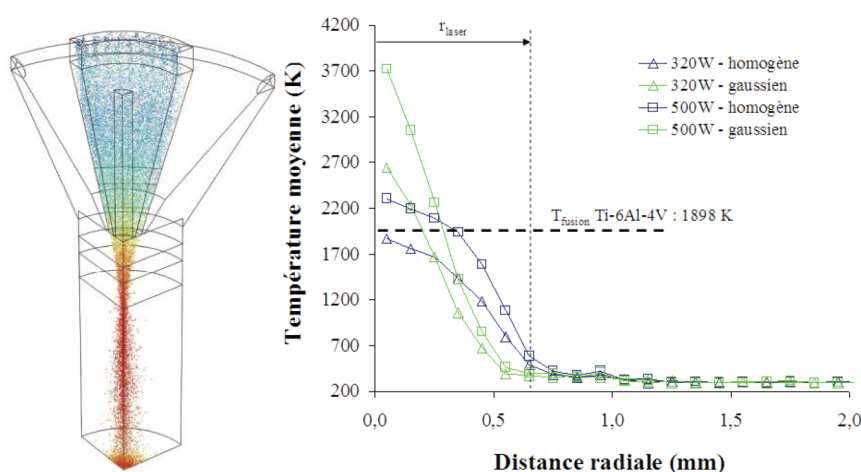 4200
3700
3200
2700
2200
1700
1200
700
200
Température moyenne (K)
r laser
320W - homogène
320W - gaussien
500W - homogène
500W - gaussien
T fusion Ti-6Al-4V : 1898 K
0,0 0,5 1,0 1,5 2,0
Distance radiale (mm)